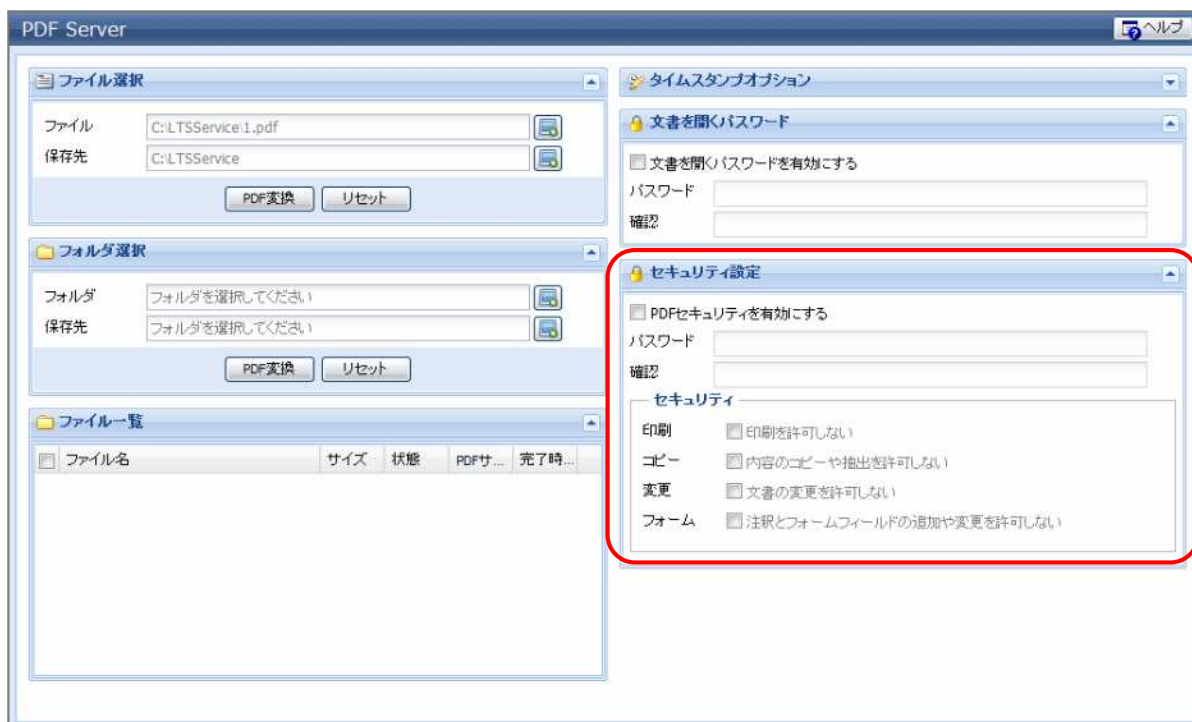 PDF Server
ヘルプ
ファイル選択
ファイル C:\LTSService\1.pdf
保存先 C:\LTSService
PDF変換 リセット
フォルダ選択
フォルダ フォルダを選択してください
保存先 フォルダを選択してください
PDF変換 リセット
ファイル一覧
ファイル名 サイズ 状態 PDFサ... 完了時...
タイムスタンプオプション
文書を開くパスワード
文書を開くパスワードを有効にする
パスワード
確認
セキュリティ設定
PDFセキュリティを有効にする
パスワード
確認
セキュリティ
印刷 印刷を許可しない
コピー 内容のコピーや抽出を許可しない
変更 文書の変更を許可しない
フォーム 注釈とフォームフィールドの追加や変更を許可しない